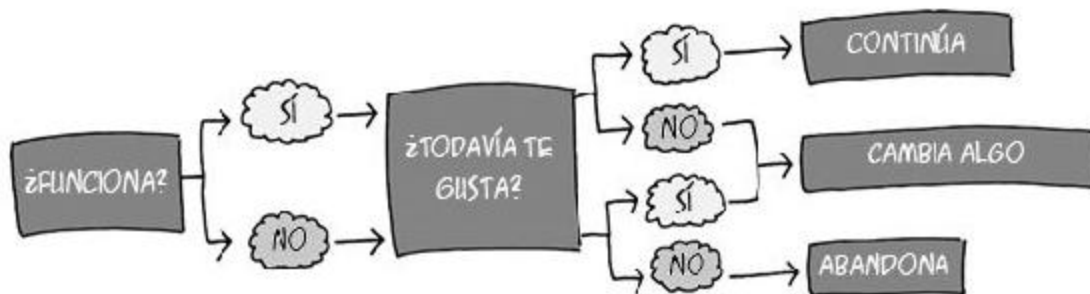 ¿FUNCIONA?
SÍ
NO
¿TODAVÍA TE
GUSTA?
SÍ
NO
SÍ
NO
CONTINÚA
CAMBIA ALGO
ABANDONA